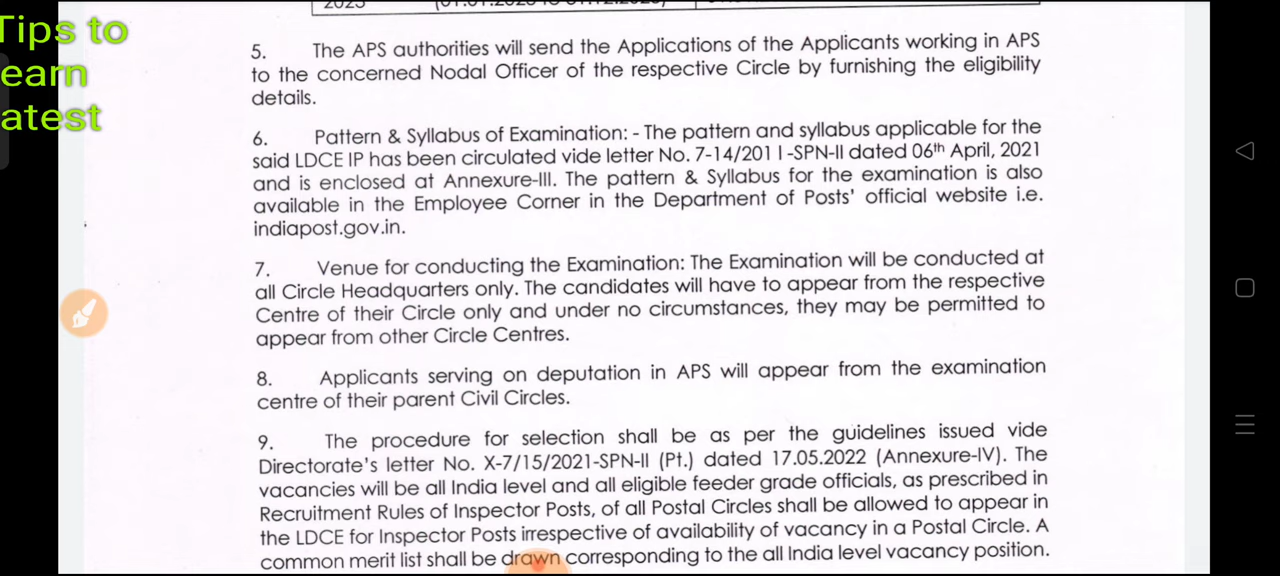 Tips to
earn
atest
2023
5. The APS authorities will send the Applications of the Applicants working in APS
to the concerned Nodal Officer of the respective Circle by furnishing the eligibility
details.
6. Pattern & Syllabus of Examination: - The pattern and syllabus applicable for the
said LDCE IP has been circulated vide letter No. 7-14/201 I -SPN-II dated 06th April, 2021
and is enclosed at Annexure-III. The pattern & Syllabus for the examination is also
available in the Employee Corner in the Department of Posts' official website i.e.
indiapost.gov.in.
7. Venue for conducting the Examination: The Examination will be conducted at
all Circle Headquarters only. The candidates will have to appear from the respective
Centre of their Circle only and under no circumstances, they may be permitted to
appear from other Circle Centres.
8. Applicants serving on deputation in APS will appear from the examination
centre of their parent Civil Circles.
9. The procedure for selection shall be as per the guidelines issued vide
Directorate's letter No. X-7/15/2021-SPN-II (Pt.) dated 17.05.2022 (Annexure-IV). The
vacancies will be all India level and all eligible feeder grade officials, as prescribed in
Recruitment Rules of Inspector Posts, of all Postal Circles shall be allowed to appear in
the LDCE for Inspector Posts irrespective of availability of vacancy in a Postal Circle. A
common merit list shall be drawn corresponding to the all India level vacancy position.